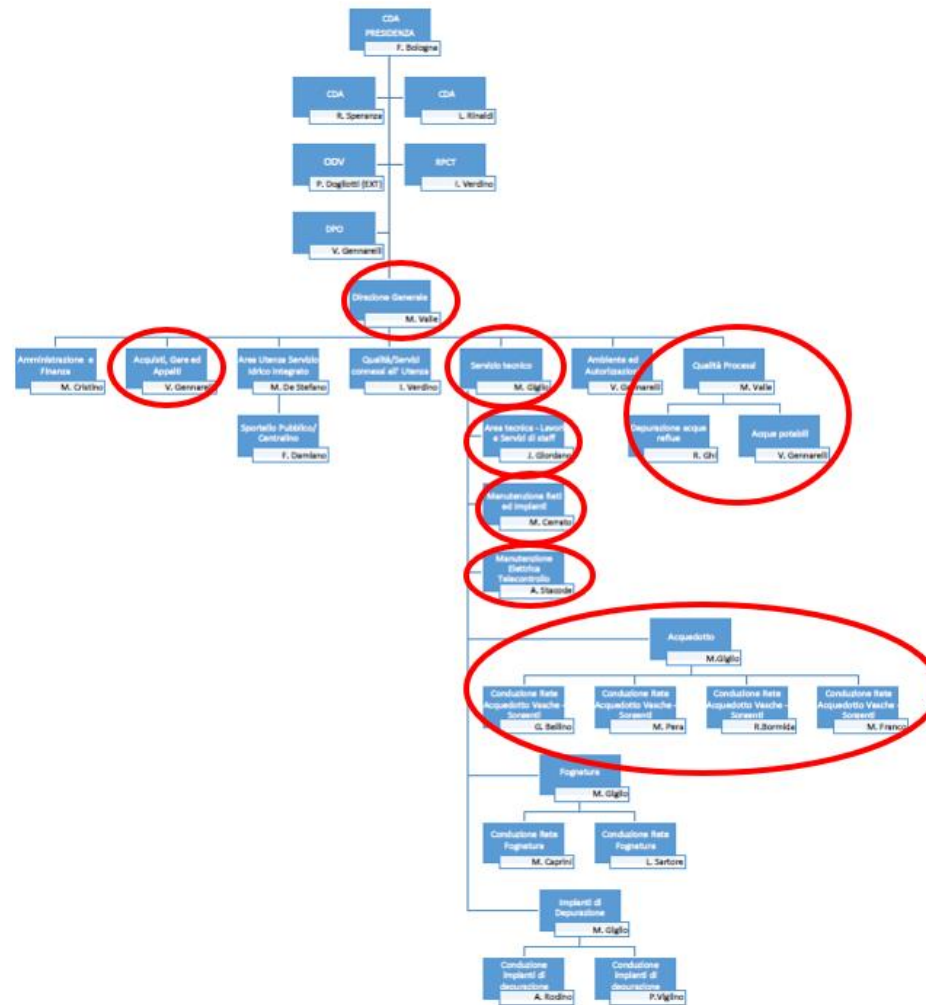 CDA
PRESIDENZA
F. Bologna
CDA
R. Speranza
CDA
L. Rinaldi
ODV
P. Dogliotti (EXT)
RPCT
I. Verdino
DPO
V. Gennarelli
Direzione Generale
M. Valle
Amministrazione e
Finanza
M. Cristino
Acquisti, Gare ed
Appalti
V. Gennarelli
Area Utenza Servizio
Idrico Integrato
M. De Stefano
Qualità/Servizi
connessi all' Utenza
I. Verdino
Servizio tecnico
M. Giglio
Ambiente ed
Autorizzazioni
V. Gennarelli
Qualità Processi
M. Valle
Sportello Pubblico/
Centralino
F. Damiano
Area tecnica - Lavori
e Servizi di staff
J. Giordano
Depurazione acque
reflue
R. Ghi
Acque potabili
V. Gennarelli
Manutenzione Reti
ed Impianti
M. Cerrato
Manutenzione
Elettrica
Telecontrollo
A. Stacode
Acquedotto
M.Giglio
Conduzione Rete
Acquedotto Vasche -
Sorgenti
G. Bellino
Conduzione Rete
Acquedotto Vasche -
Sorgenti
M. Pera
Conduzione Rete
Acquedotto Vasche -
Sorgenti
R.Bormida
Conduzione Rete
Acquedotto Vasche -
Sorgenti
M. Franco
Fognature
M. Giglio
Conduzione Rete
Fognature
M. Caprini
Conduzione Rete
Fognature
L. Sartore
Impianti di
Depurazione
M. Giglio
Conduzione
impianti di
depurazione
A. Rodino
Conduzione
impianti di
depurazione
P.Viglino